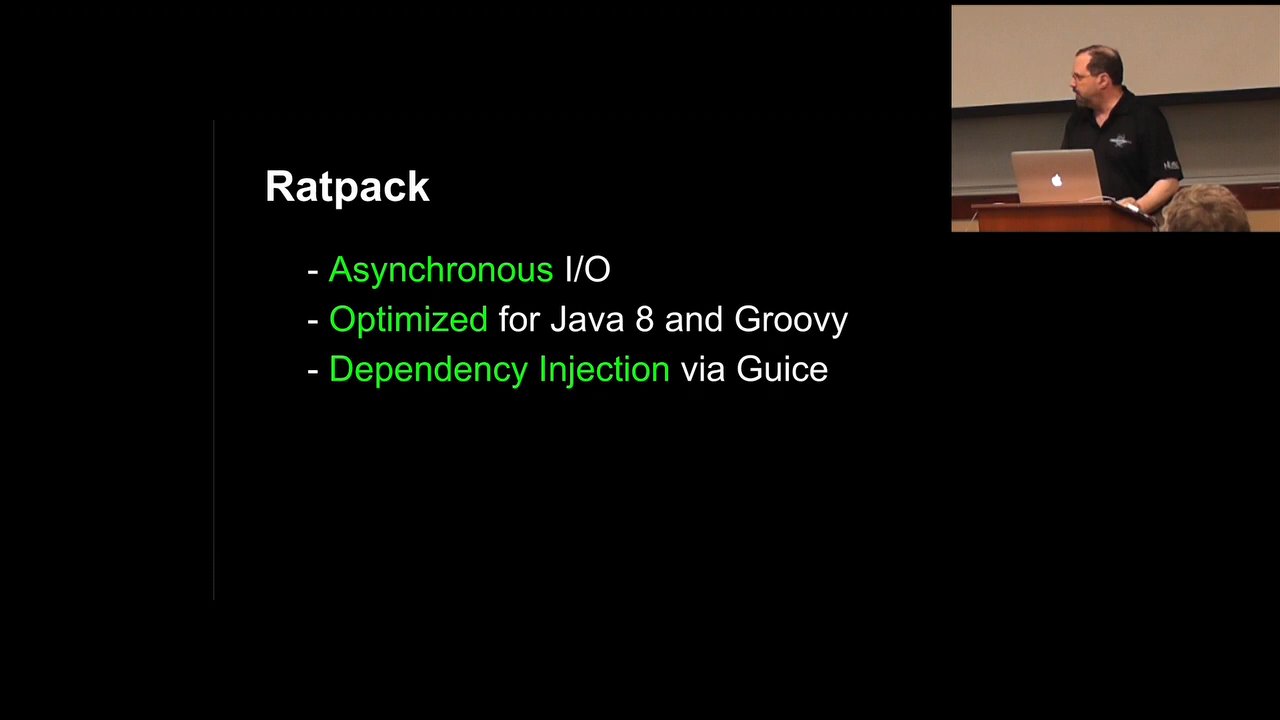 Ratpack
- Asynchronous I/O
- Optimized for Java 8 and Groovy
- Dependency Injection via Guice